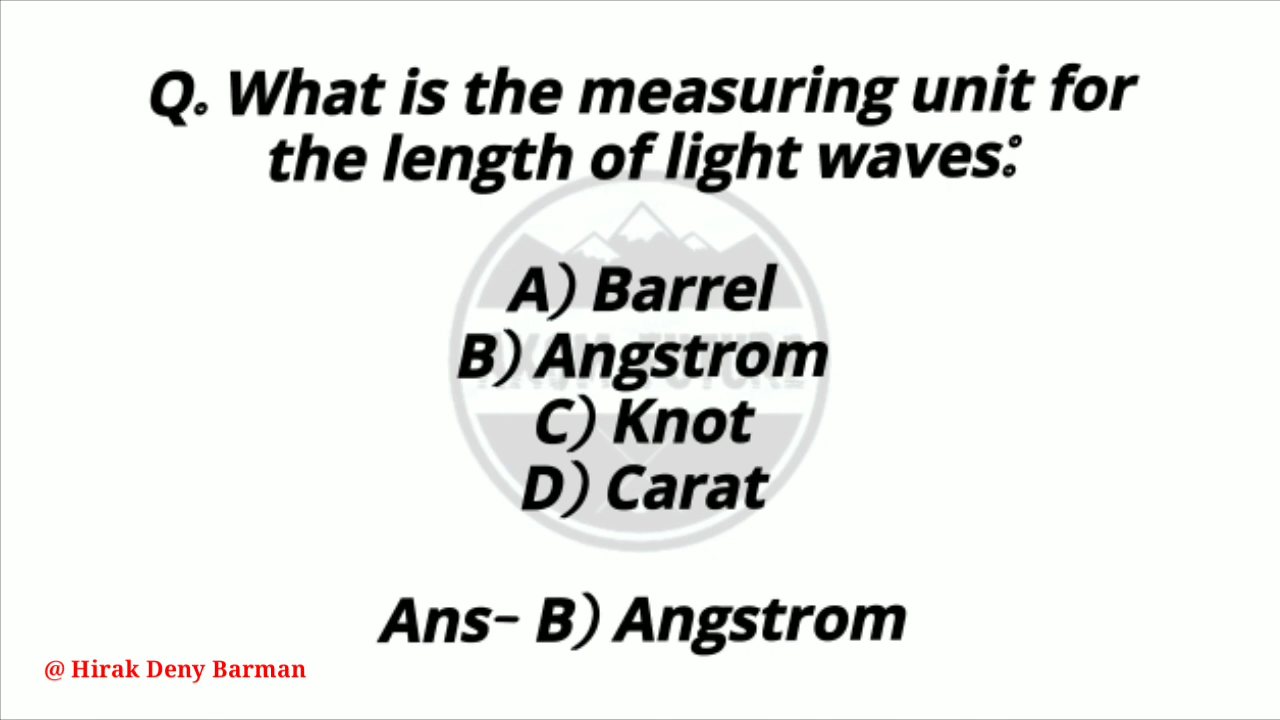 Q. What is the measuring unit for
the length of light waves:
A) Barrel
B) Angstrom
C) Knot
D) Carat
Ans- B) Angstrom
@ Hirak Deny Barman